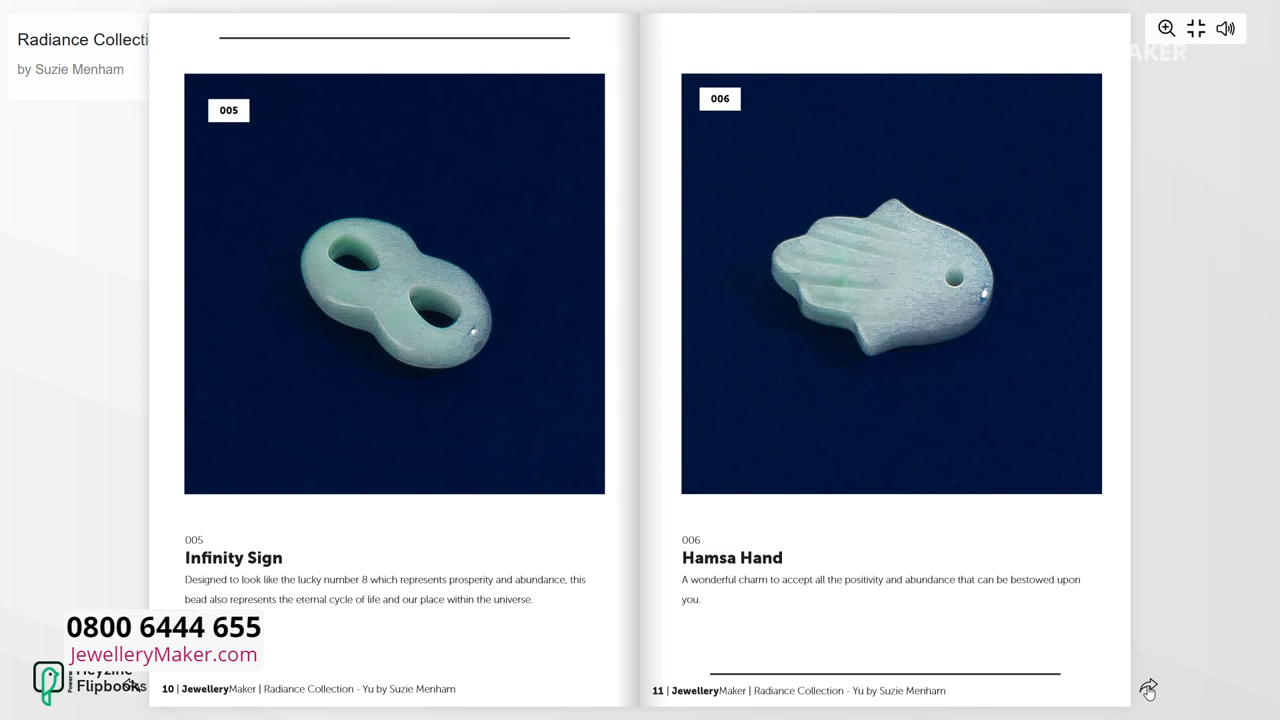 Radiance Collecti
by Suzie Menham
AKER
005
006
005
Infinity Sign
Designed to look like the lucky number 8 which represents prosperity and abundance, this
bead also represents the eternal cycle of life and our place within the universe.
006
Hamsa Hand
A wonderful charm to accept all the positivity and abundance that can be bestowed upon
you.
0800 6444 655
JewelleryMaker.com
Heyzine
Flipbooks
10 | JewelleryMaker | Radiance Collection - Yu by Suzie Menham
11 | JewelleryMaker | Radiance Collection - Yu by Suzie Menham